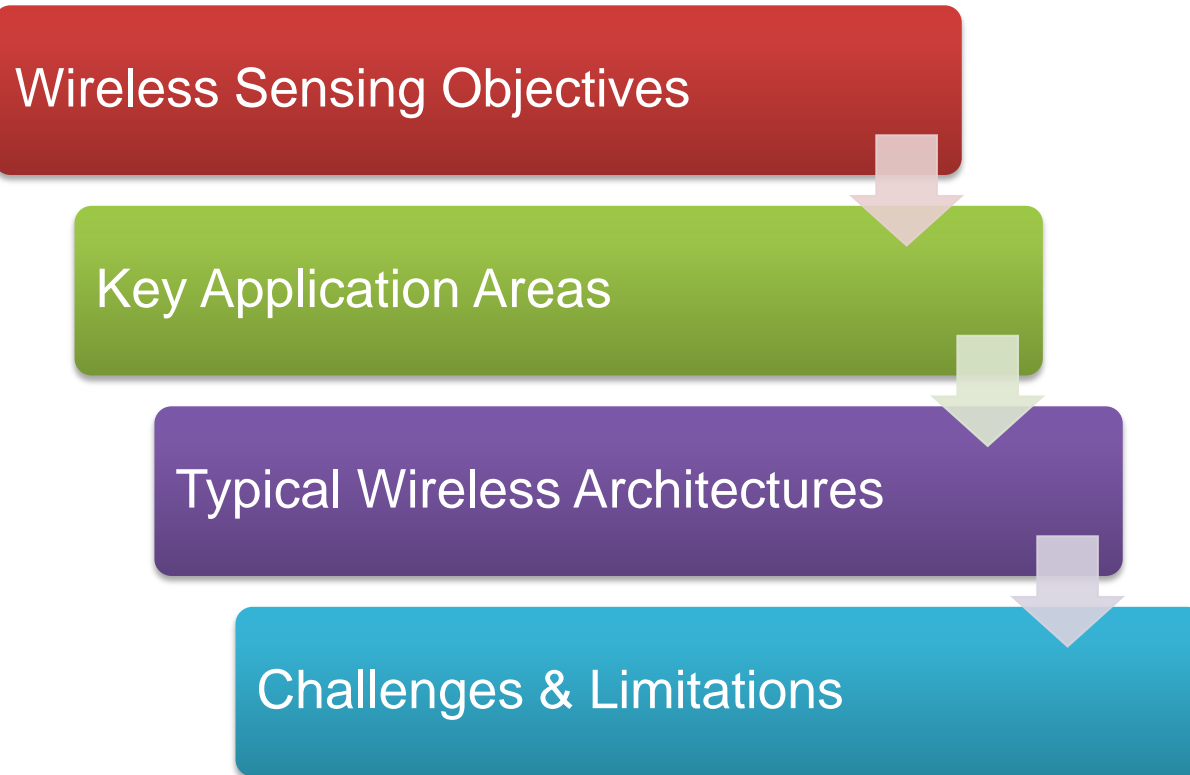 Wireless Sensing Objectives
Key Application Areas
Typical Wireless Architectures
Challenges & Limitations